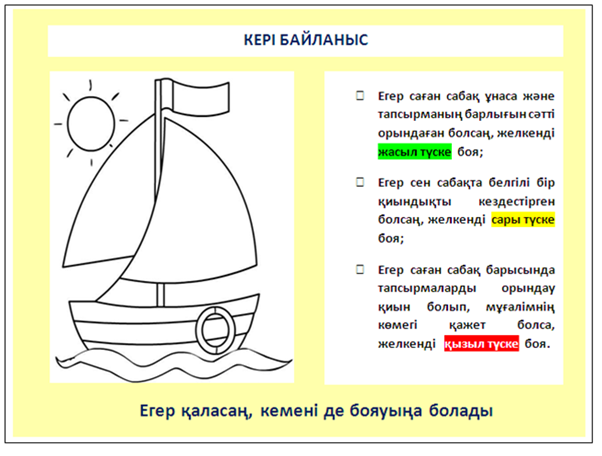 КЕРІ БАЙЛАНЫС
Егер саған сабақ ұнаса және
тапсырманың барлығын сәтті
орындаған болсаң, желкенді
жасыл түске боя;
Егер сен сабақта белгілі бір
қиындықты кездестірген
болсаң, желкенді сары түске
боя;
Егер саған сабақ барысында
тапсырмаларды орындау
қиын болып, мұғалімнің
көмегі қажет болса,
желкенді қызыл түске боя.
Егер қаласаң, кемені де бояуыңа болады